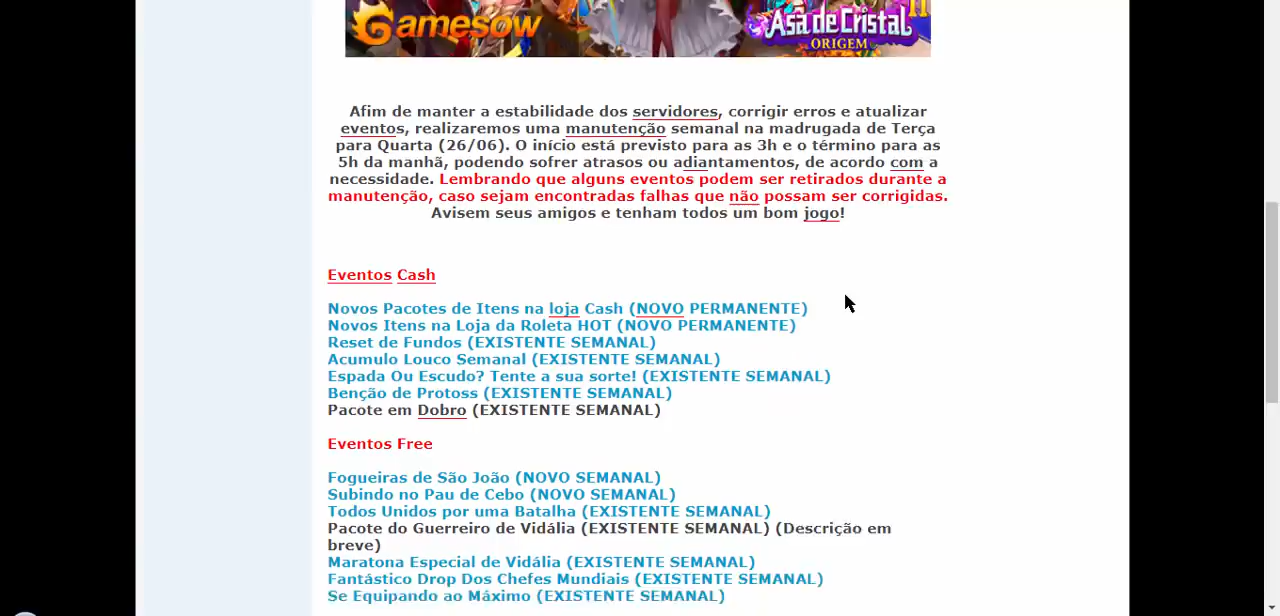 Gamesow
Asa de Cristal II
ORIGEM
Afim de manter a estabilidade dos servidores, corrigir erros e atualizar
eventos, realizaremos uma manutenção semanal na madrugada de Terça
para Quarta (26/06). O início está previsto para as 3h e o término para as
5h da manhã, podendo sofrer atrasos ou adiantamentos, de acordo com a
necessidade. Lembrando que alguns eventos podem ser retirados durante a
manutenção, caso sejam encontradas falhas que não possam ser corrigidas.
Avisem seus amigos e tenham todos um bom jogo!
Eventos Cash
Novos Pacotes de Itens na loja Cash (NOVO PERMANENTE)
Novos Itens na Loja da Roleta HOT (NOVO PERMANENTE)
Reset de Fundos (EXISTENTE SEMANAL)
Acumulo Louco Semanal (EXISTENTE SEMANAL)
Espada Ou Escudo? Tente a sua sorte! (EXISTENTE SEMANAL)
Benção de Protoss (EXISTENTE SEMANAL)
Pacote em Dobro (EXISTENTE SEMANAL)
Eventos Free
Fogueiras de São João (NOVO SEMANAL)
Subindo no Pau de Cebo (NOVO SEMANAL)
Todos Unidos por uma Batalha (EXISTENTE SEMANAL)
Pacote do Guerreiro de Vidália (EXISTENTE SEMANAL) (Descrição em
breve)
Maratona Especial de Vidália (EXISTENTE SEMANAL)
Fantástico Drop Dos Chefes Mundiais (EXISTENTE SEMANAL)
Se Equipando ao Máximo (EXISTENTE SEMANAL)